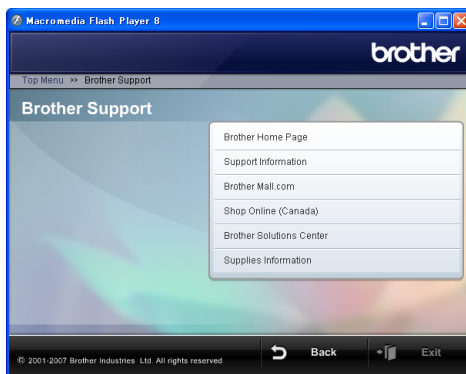 Macromedia Flash Player 8
brother
Top Menu >> Brother Support
Brother Support
Brother Home Page
Support Information
Brother Mall.com
Shop Online (Canada)
Brother Solutions Center
Supplies Information
© 2001-2007 Brother Industries Ltd. All rights reserved
Back
Exit